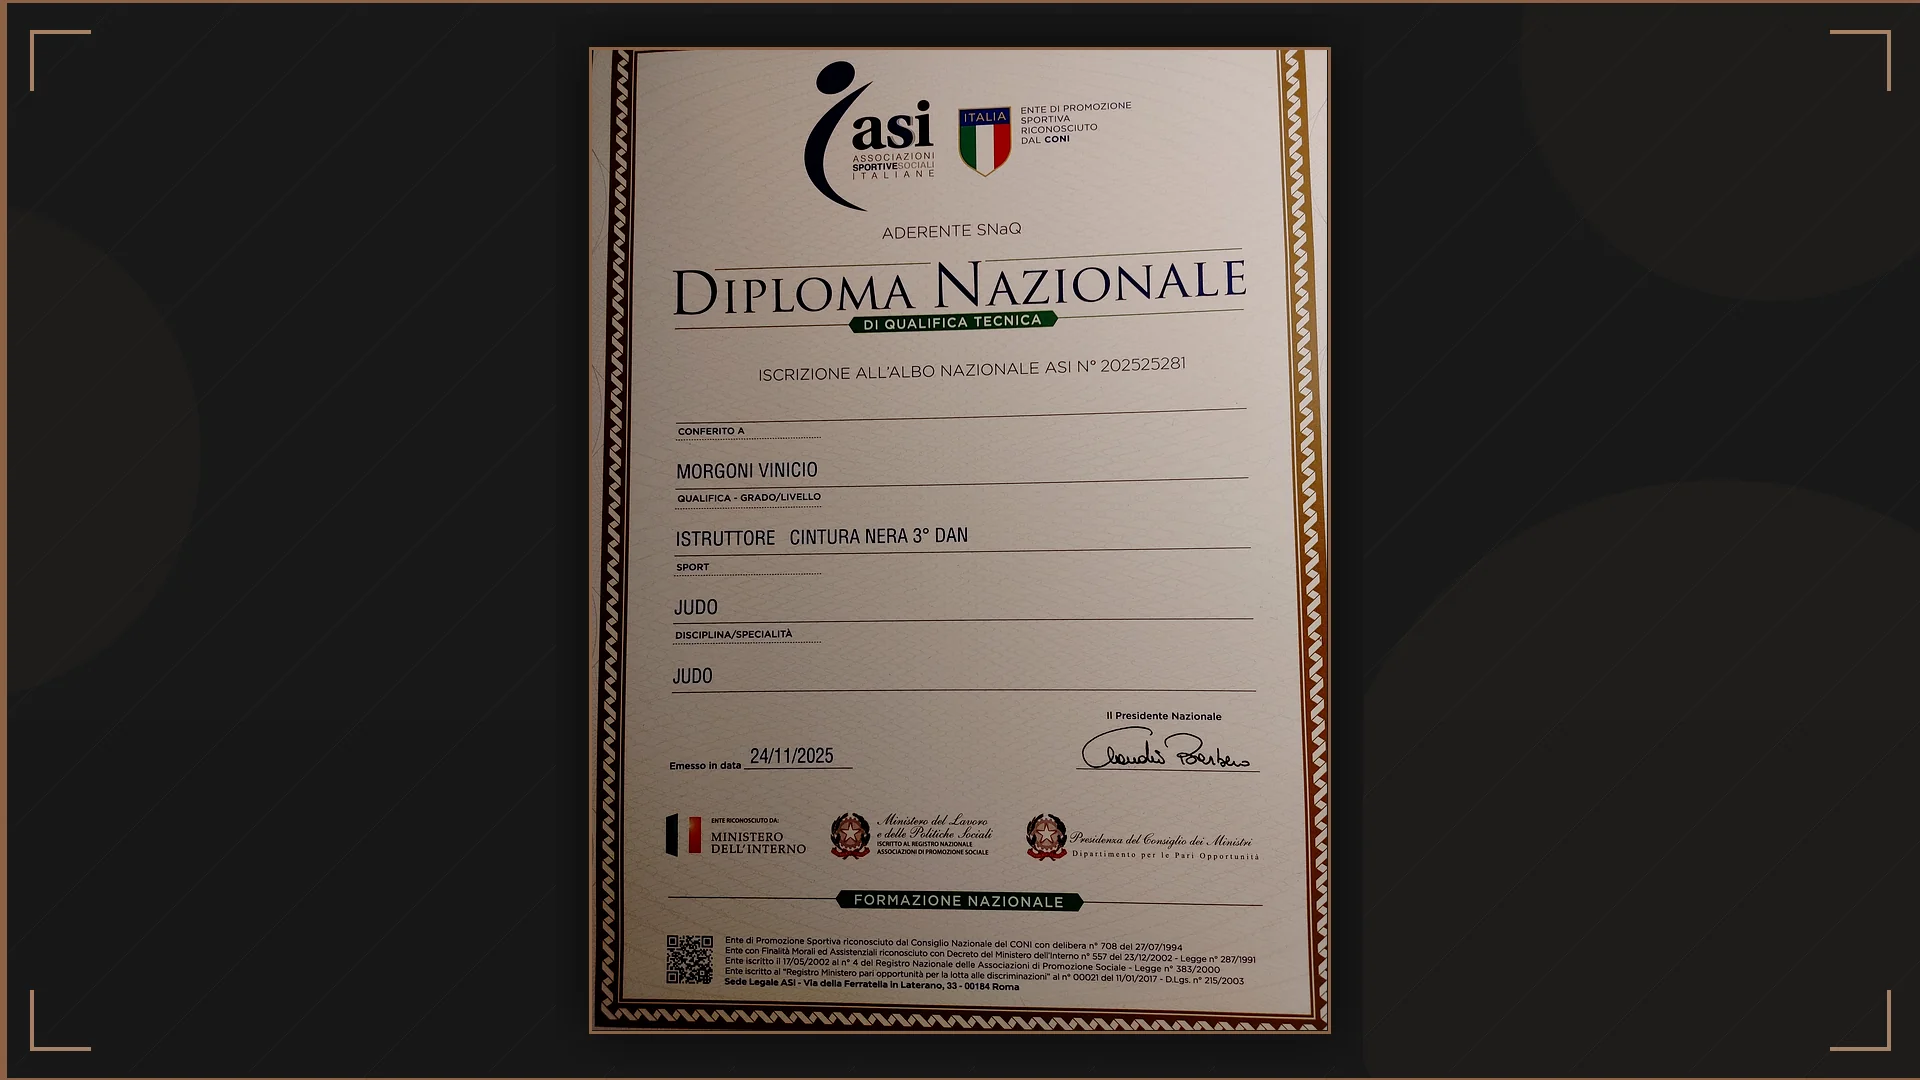 asi
ASSOCIAZIONI
SPORTIVESOCIALI
ITALIANE
ITALIA
ENTE DI PROMOZIONE
SPORTIVA
RICONOSCIUTO
DAL CONI
ADERENTE SNaQ
DIPLOMA NAZIONALE
DI QUALIFICA TECNICA
ISCRIZIONE ALL'ALBO NAZIONALE ASI N° 202525281
CONFERITO A
MORGONI VINICIO
QUALIFICA - GRADO/LIVELLO
ISTRUTTORE CINTURA NERA 3° DAN
SPORT
JUDO
DISCIPLINA/SPECIALITÀ
JUDO
Il Presidente Nazionale
Claudio Barbaro
Emesso in data 24/11/2025
ENTE RICONOSCIUTO DA:
MINISTERO
DELL'INTERNO
Ministero del Lavoro
e delle Politiche Sociali
ISCRITTO AL REGISTRO NAZIONALE
ASSOCIAZIONI DI PROMOZIONE SOCIALE
Presidenza del Consiglio dei Ministri
Dipartimento per le Pari Opportunità
FORMAZIONE NAZIONALE
Ente di Promozione Sportiva riconosciuto dal Consiglio Nazionale del CONI con delibera n° 708 del 27/07/1994
Ente con Finalità Morali ed Assistenziali riconosciuto con Decreto del Ministero dell'Interno n° 557 del 23/12/2002 - Legge n° 287/1991
Ente iscritto il 17/05/2002 al n° 4 del Registro Nazionale delle Associazioni di Promozione Sociale - Legge n° 383/2000
Ente iscritto al "Registro Ministero pari opportunità per la lotta alle discriminazioni" al n° 00021 del 11/01/2017 - D.Lgs. n° 215/2003
Sede Legale ASI - Via della Ferratella in Laterano, 33 - 00184 Roma